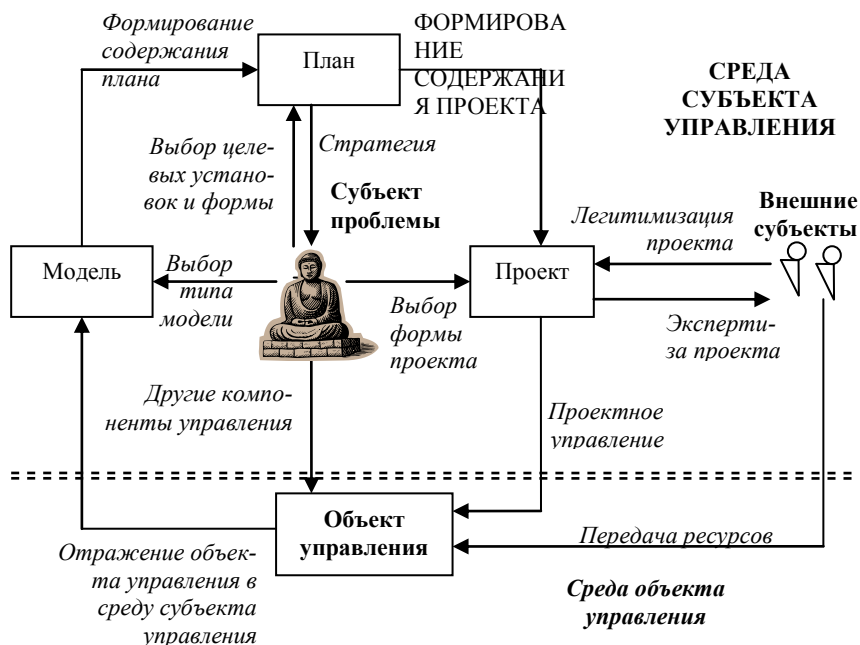 Формирование
содержания
плана
План
ФОРМИРОВА
НИЕ
СОДЕРЖАНИ
Я ПРОЕКТА
СРЕДА
СУБЪЕКТА
УПРАВЛЕНИЯ
Выбор целе-
вых устано-
вок и формы
Стратегия
Субъект
проблемы
Внешние
субъекты
Легитимизация
проекта
Модель
Выбор
типа
модели
Выбор
формы
проекта
Проект
Эксперти-
за проекта
Другие компо-
ненты управления
Проектное
управление
Объект
управления
Передача ресурсов
Отражение объек-
та управления в
среду субъекта
управления
Среда объекта
управления